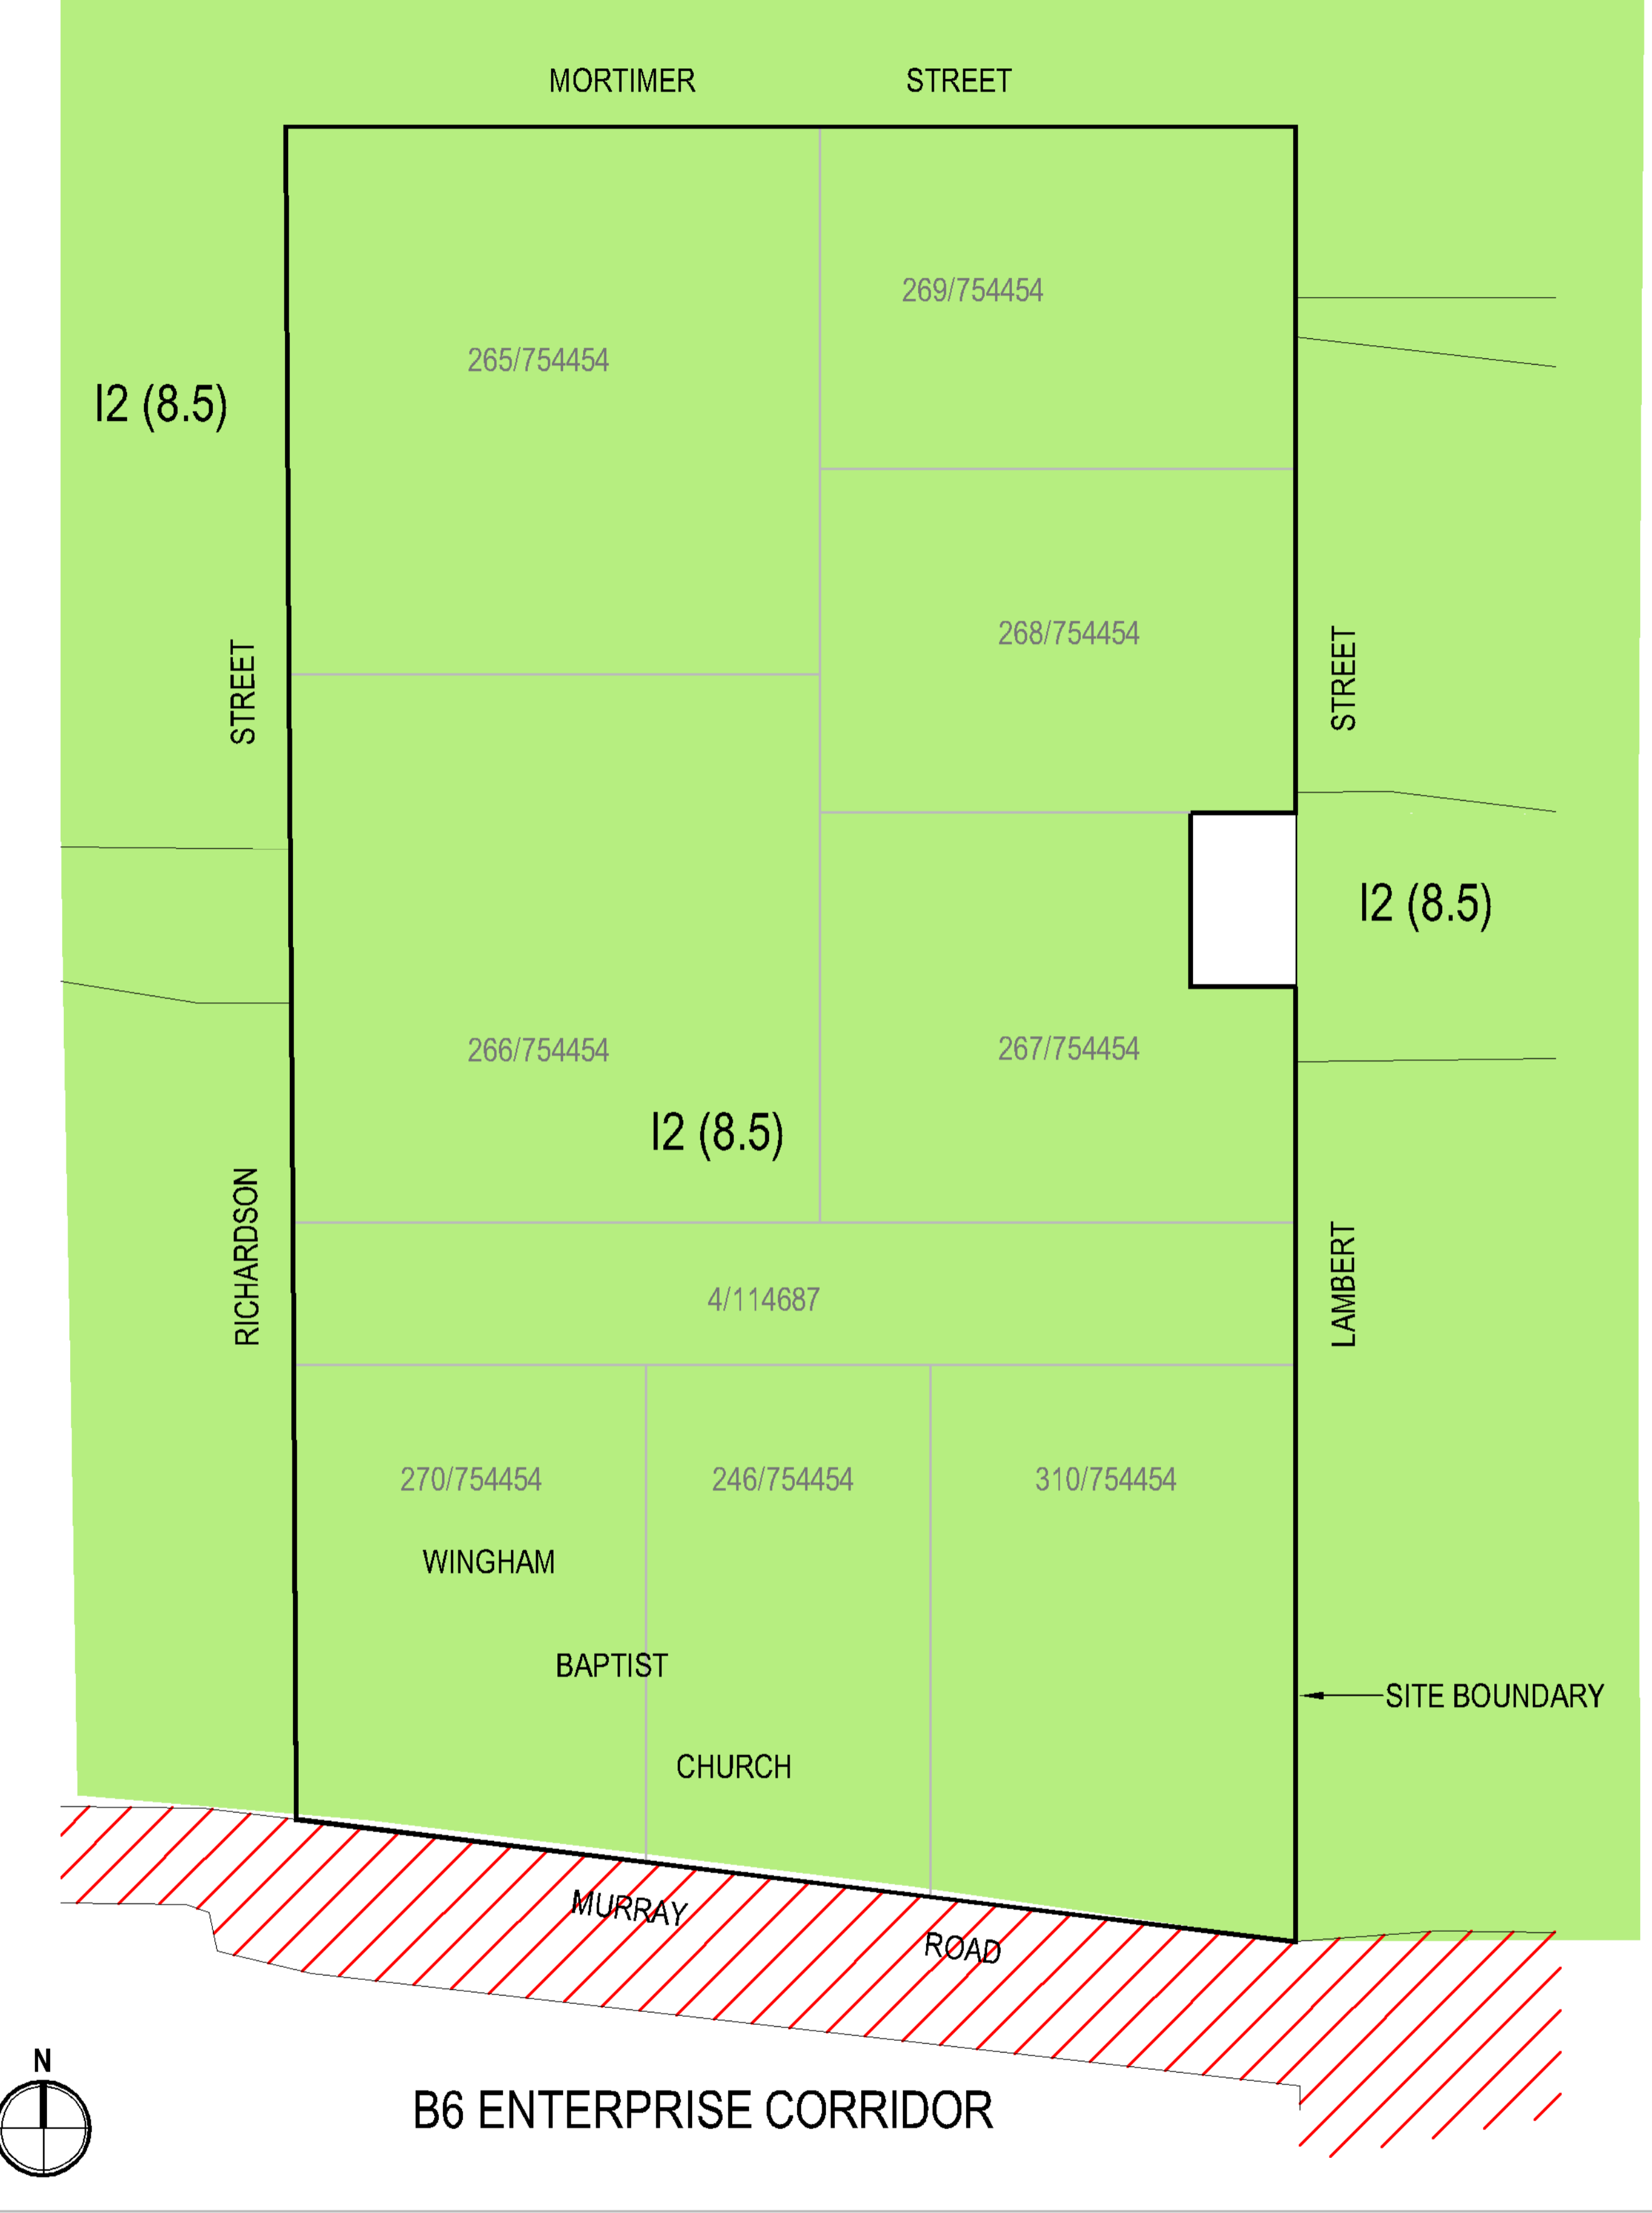 MORTIMER STREET
269/754454
265/754454
I2 (8.5)
268/754454
STREET
STREET
I2 (8.5)
266/754454
267/754454
I2 (8.5)
RICHARDSON
LAMBERT
4/114687
270/754454
246/754454
310/754454
WINGHAM
BAPTIST
SITE BOUNDARY
CHURCH
MURRAY
ROAD
N
B6 ENTERPRISE CORRIDOR